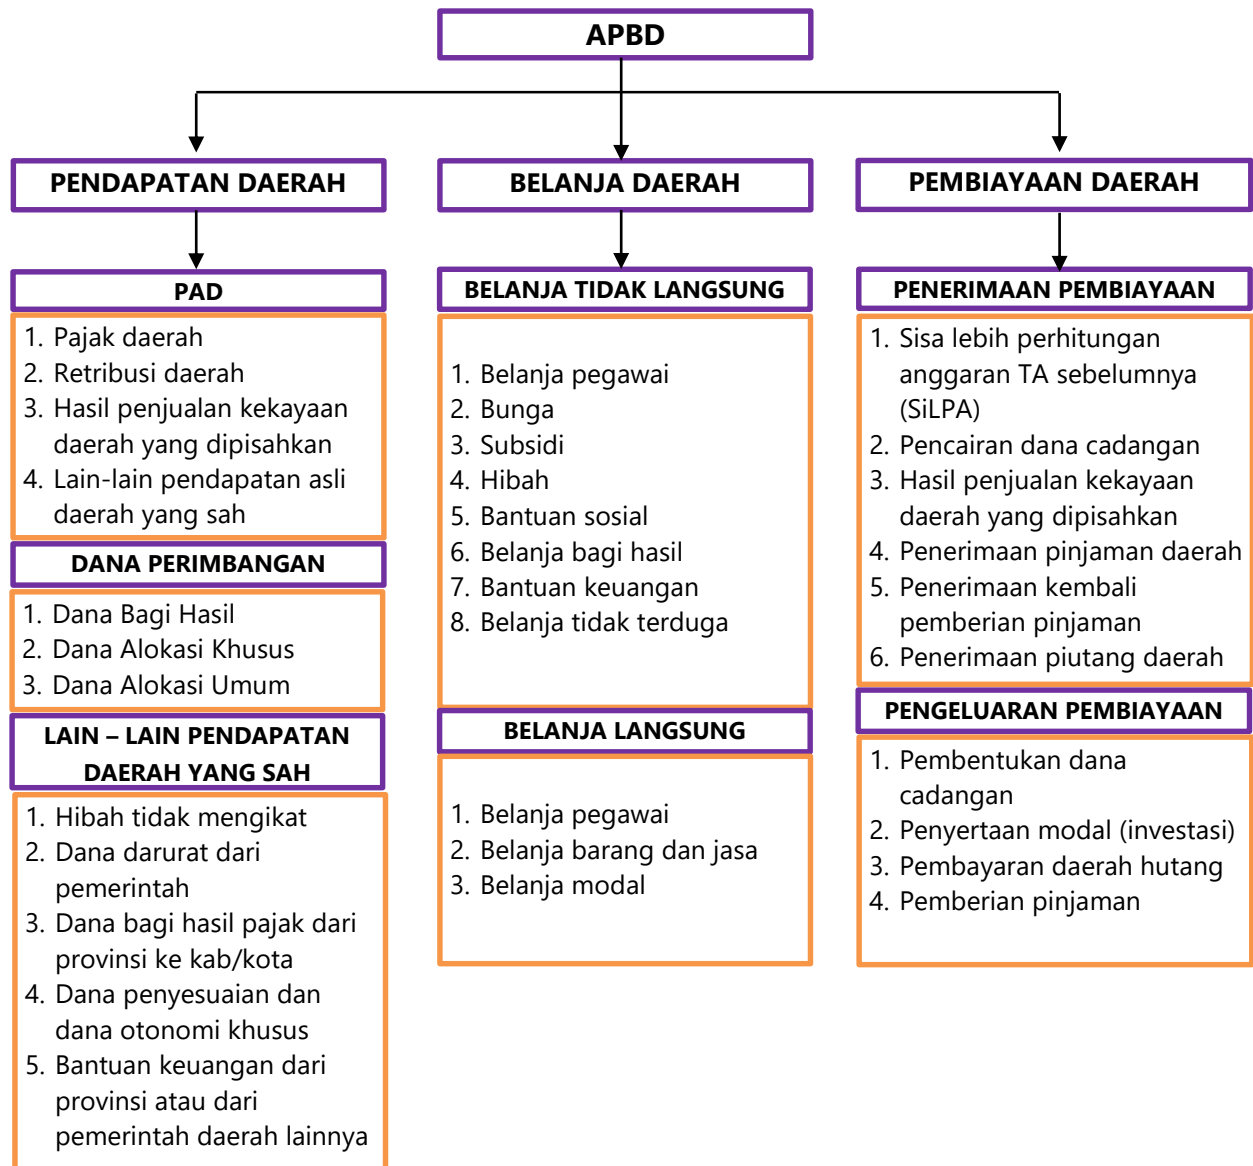 APBD
PENDAPATAN DAERAH
PAD
1. Pajak daerah
2. Retribusi daerah
3. Hasil penjualan kekayaan
daerah yang dipisahkan
4. Lain-lain pendapatan asli
daerah yang sah
DANA PERIMBANGAN
1. Dana Bagi Hasil
2. Dana Alokasi Khusus
3. Dana Alokasi Umum
LAIN – LAIN PENDAPATAN
DAERAH YANG SAH
1. Hibah tidak mengikat
2. Dana darurat dari
pemerintah
3. Dana bagi hasil pajak dari
provinsi ke kab/kota
4. Dana penyesuaian dan
dana otonomi khusus
5. Bantuan keuangan dari
provinsi atau dari
pemerintah daerah lainnya
BELANJA DAERAH
BELANJA TIDAK LANGSUNG
1. Belanja pegawai
2. Bunga
3. Subsidi
4. Hibah
5. Bantuan sosial
6. Belanja bagi hasil
7. Bantuan keuangan
8. Belanja tidak terduga
BELANJA LANGSUNG
1. Belanja pegawai
2. Belanja barang dan jasa
3. Belanja modal
PEMBIAYAAN DAERAH
PENERIMAAN PEMBIAYAAN
1. Sisa lebih perhitungan
anggaran TA sebelumnya
(SiLPA)
2. Pencairan dana cadangan
3. Hasil penjualan kekayaan
daerah yang dipisahkan
4. Penerimaan pinjaman daerah
5. Penerimaan kembali
pemberian pinjaman
6. Penerimaan piutang daerah
PENGELUARAN PEMBIAYAAN
1. Pembentukan dana
cadangan
2. Penyertaan modal (investasi)
3. Pembayaran daerah hutang
4. Pemberian pinjaman